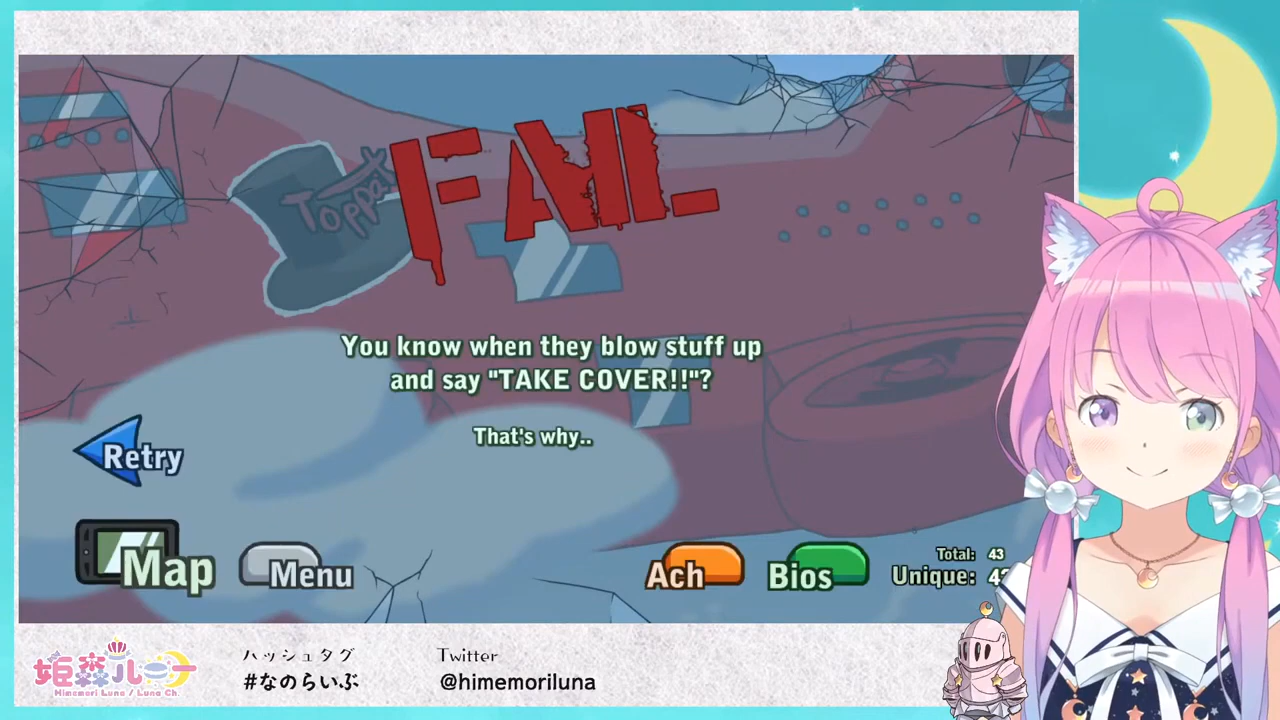 Toppat
FAIL
You know when they blow stuff up
and say "TAKE COVER!!"?
That's why..
Retry
Map
Menu
Ach
Bios
Total: 43
Unique:
姫森ルーナ
Himemori Luna / Luna Ch.
ハッシュタグ
#なのらいぶ
Twitter
@himemoriluna